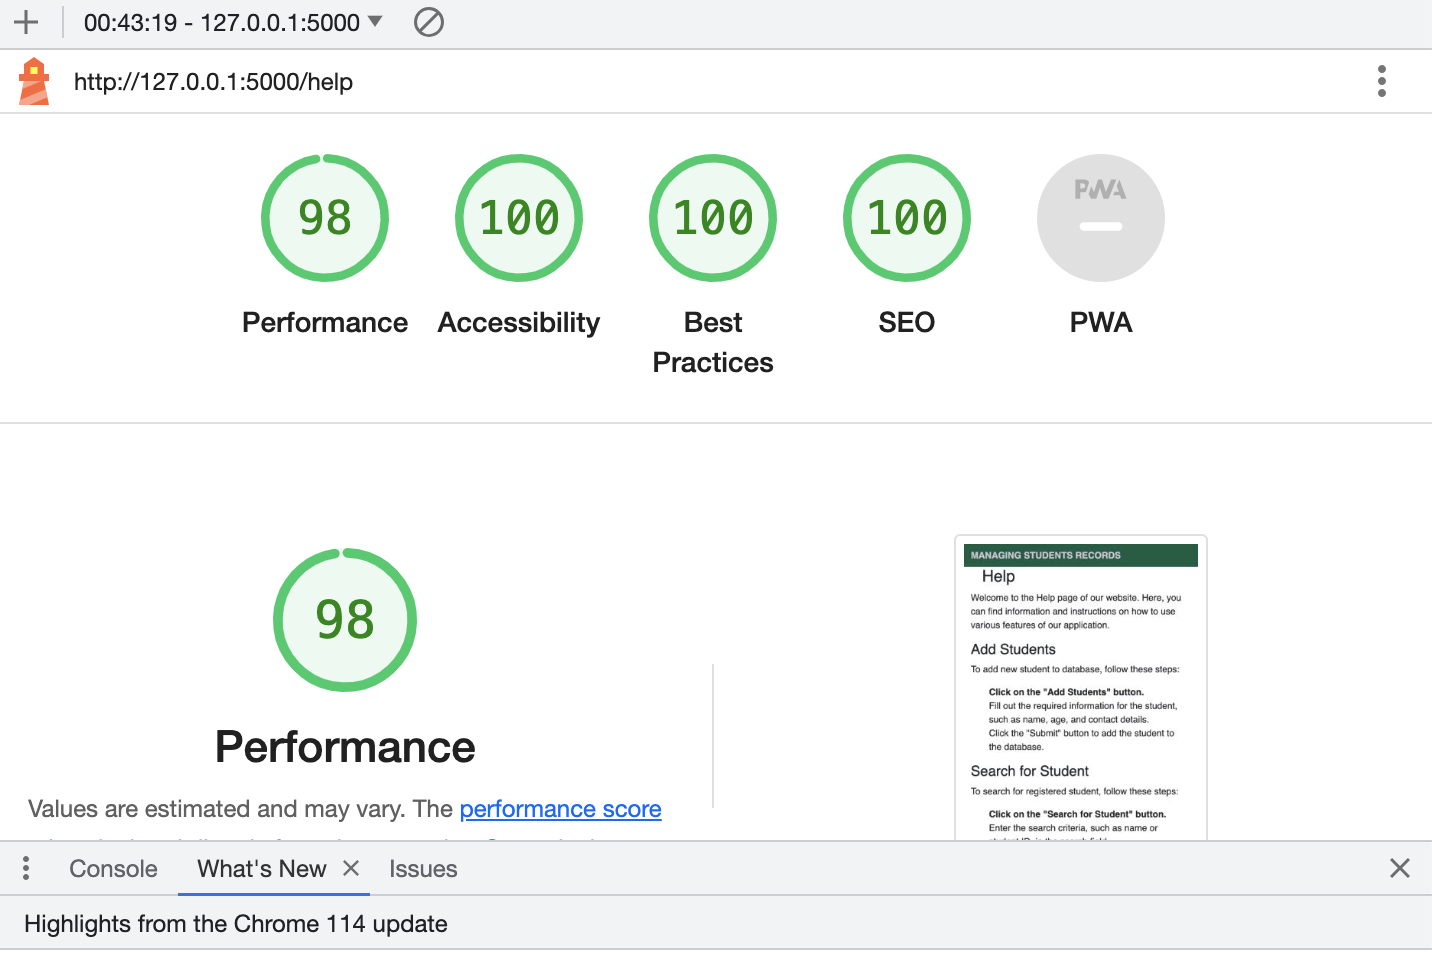 00:43:19 - 127.0.0.1:5000
http://127.0.0.1:5000/help
98
100
100
100
PWA
Performance
Accessibility
Best
Practices
SEO
PWA
98
Performance
Values are estimated and may vary. The performance score
MANAGING STUDENTS RECORDS
Help
Welcome to the Help page of our website. Here, you
can find information and instructions on how to use
various features of our application.
Add Students
To add new student to database, follow these steps:
Click on the "Add Students" button.
Fill out the required information for the student,
such as name, age, and contact details.
Click the "Submit" button to add the student to
the database.
Search for Student
To search for registered student, follow these steps:
Click on the "Search for Student" button.
Enter the search criteria, such as name or
Console
What's New
Issues
Highlights from the Chrome 114 update